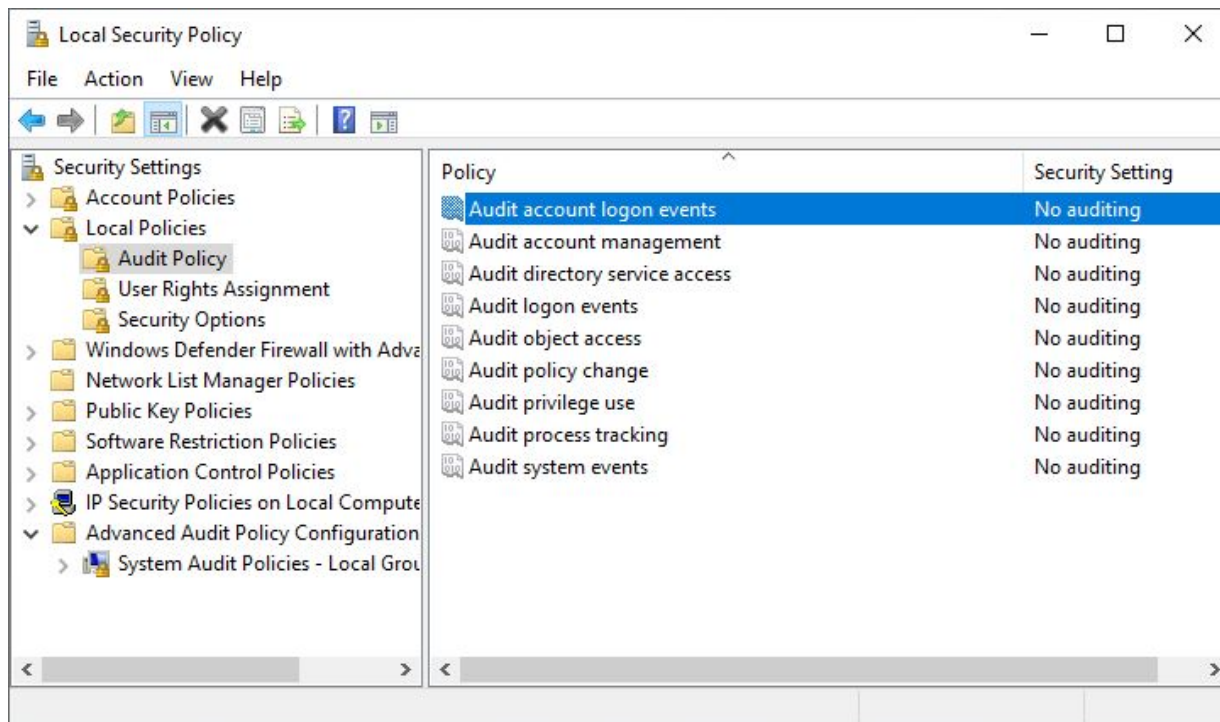 Local Security Policy
File Action View Help
Security Settings
Account Policies
Local Policies
Audit Policy
User Rights Assignment
Security Options
Windows Defender Firewall with Adva
Network List Manager Policies
Public Key Policies
Software Restriction Policies
Application Control Policies
IP Security Policies on Local Compute
Advanced Audit Policy Configuration
System Audit Policies - Local Grou
Policy Security Setting
Audit account logon events No auditing
Audit account management No auditing
Audit directory service access No auditing
Audit logon events No auditing
Audit object access No auditing
Audit policy change No auditing
Audit privilege use No auditing
Audit process tracking No auditing
Audit system events No auditing